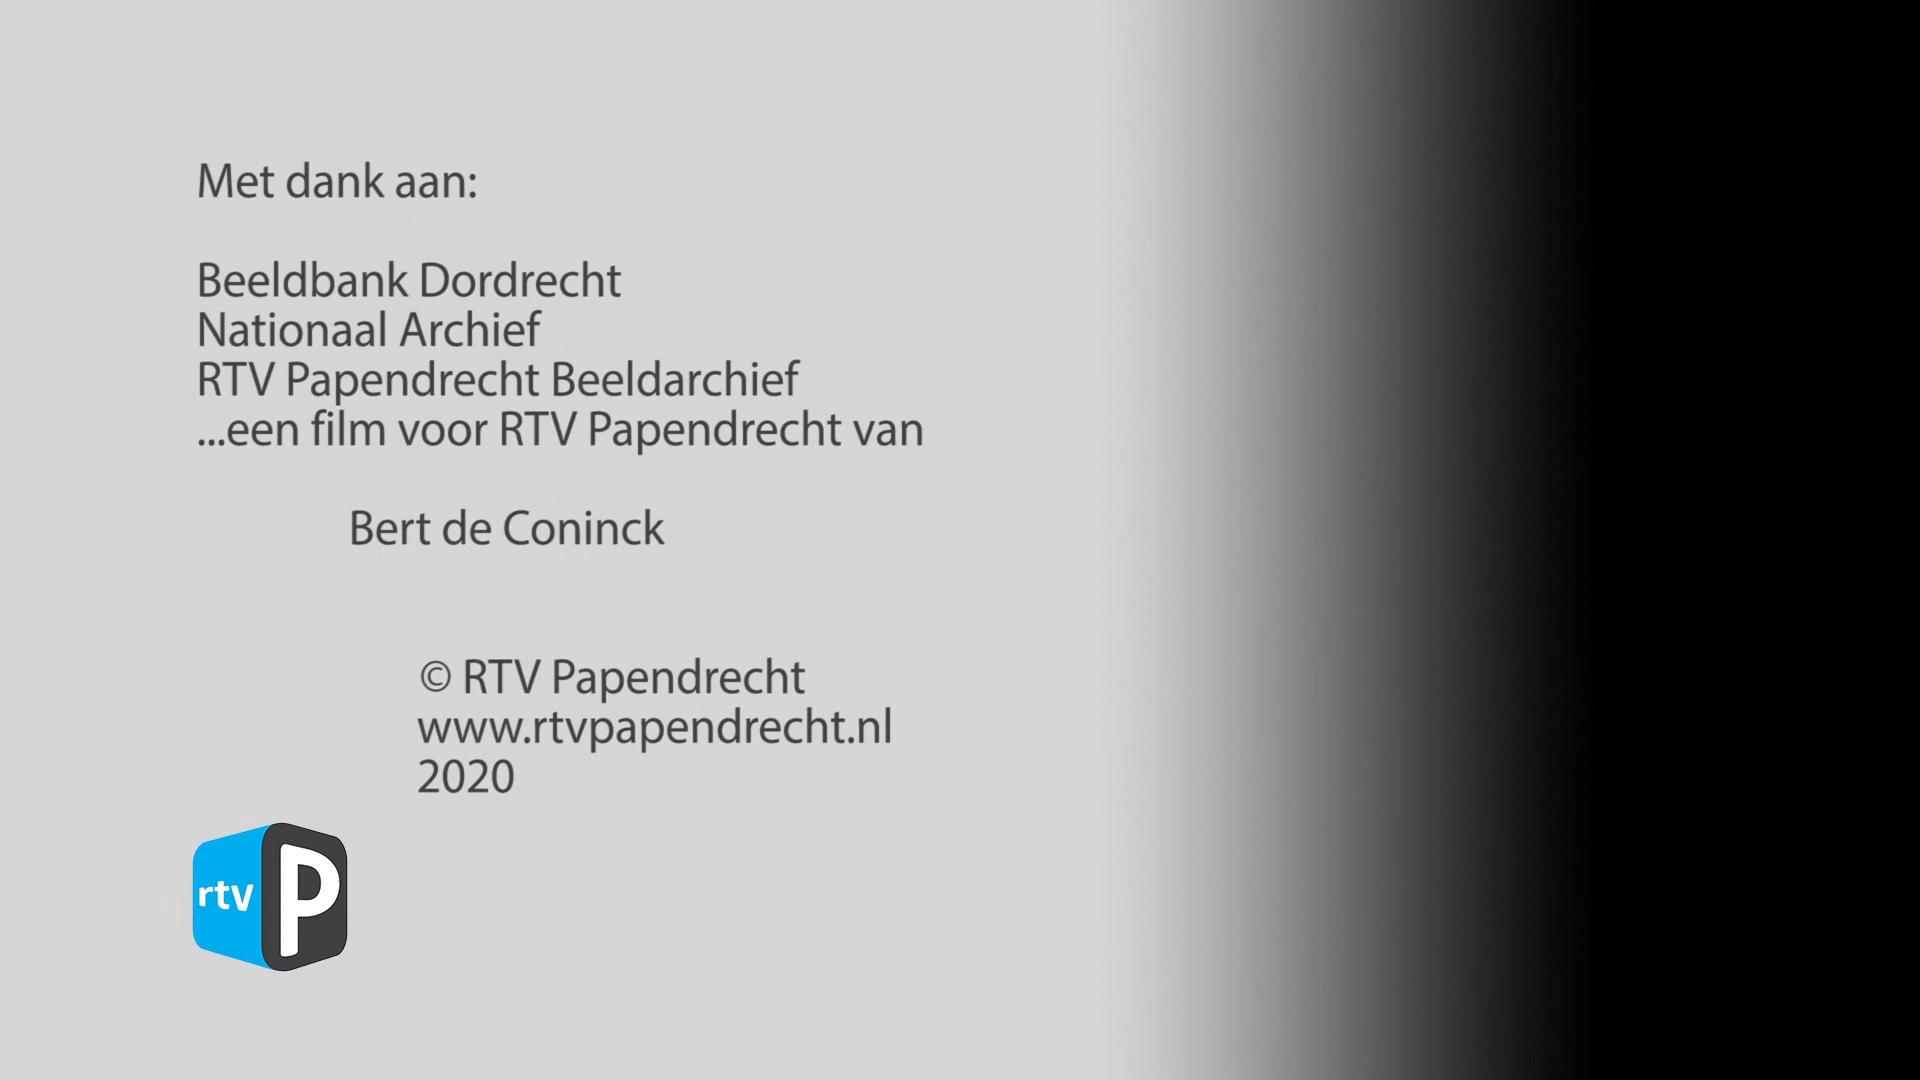 Met dank aan:
Beeldbank Dordrecht
Nationaal Archief
RTV Papendrecht Beeldarchief
...een film voor RTV Papendrecht van
Bert de Coninck
© RTV Papendrecht
www.rtvpapendrecht.nl
2020
rtv P